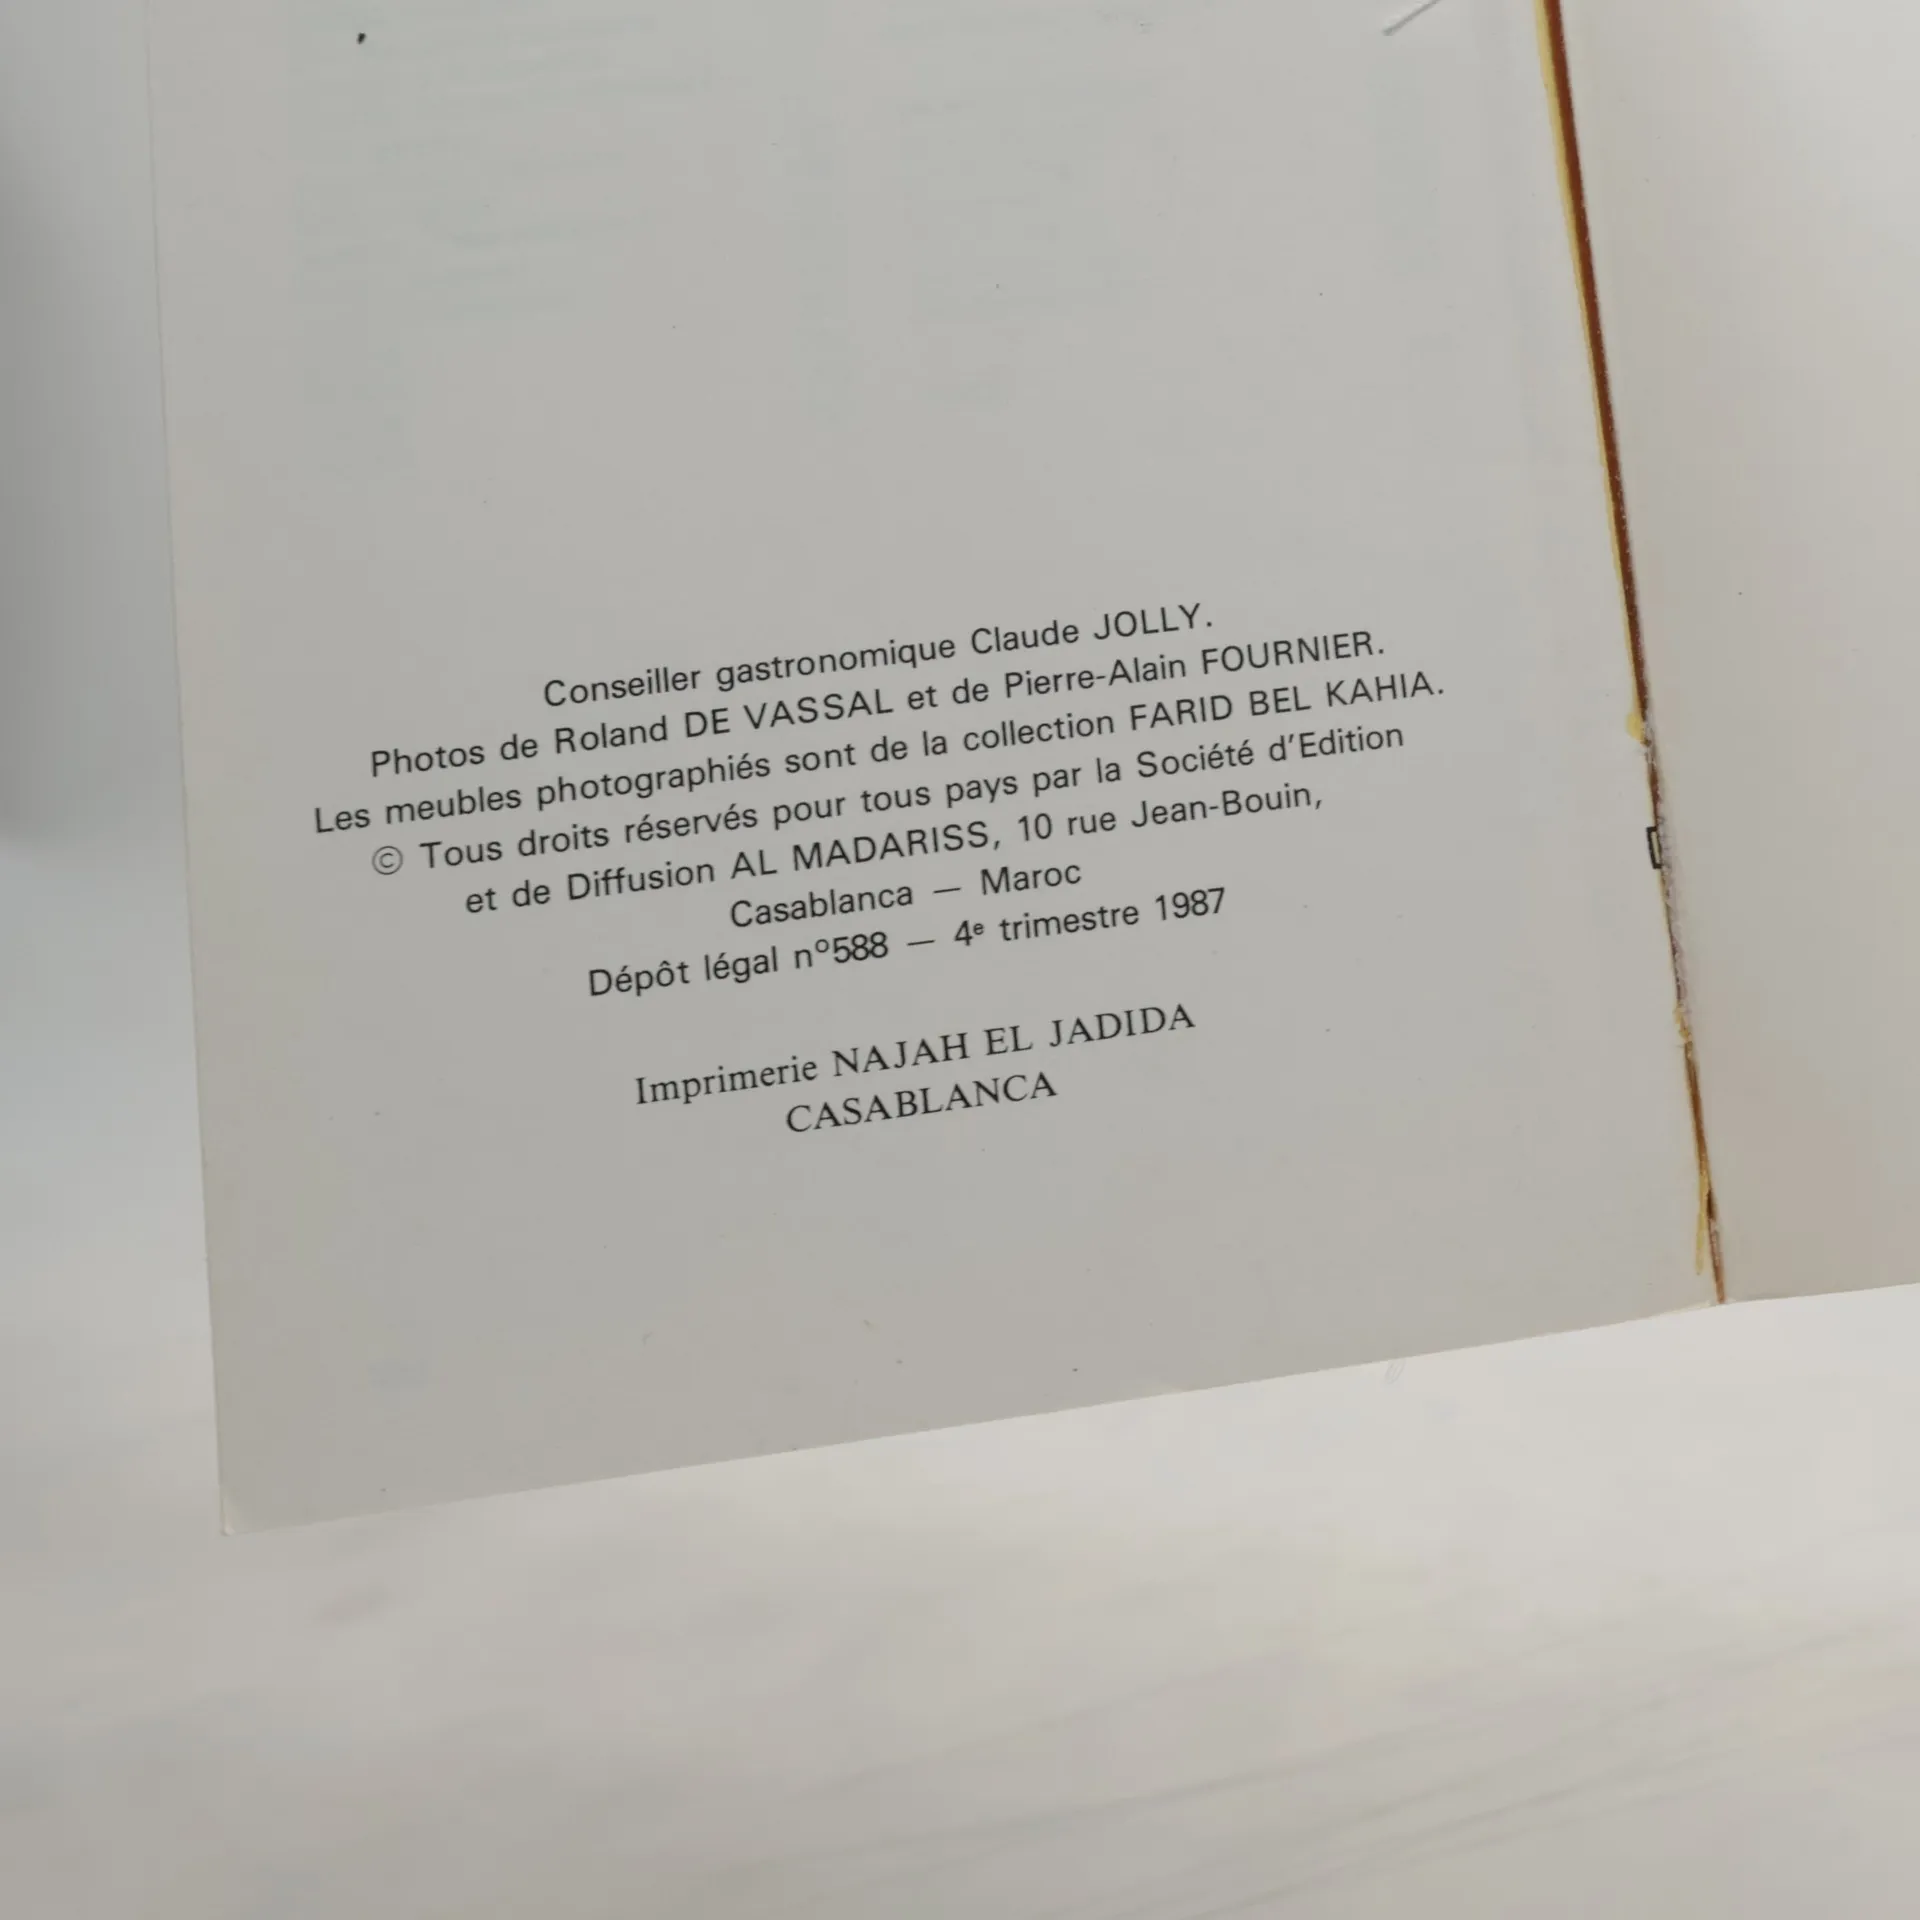 Conseiller gastronomique Claude JOLLY.
Photos de Roland DE VASSAL et de Pierre-Alain FOURNIER.
Les meubles photographiés sont de la collection FARID BEL KAHIA.
© Tous droits réservés pour tous pays par la Société d'Edition
et de Diffusion AL MADARISS, 10 rue Jean-Bouin,
Casablanca — Maroc
Dépôt légal n°588 — 4e trimestre 1987
Imprimerie NAJAH EL JADIDA
CASABLANCA